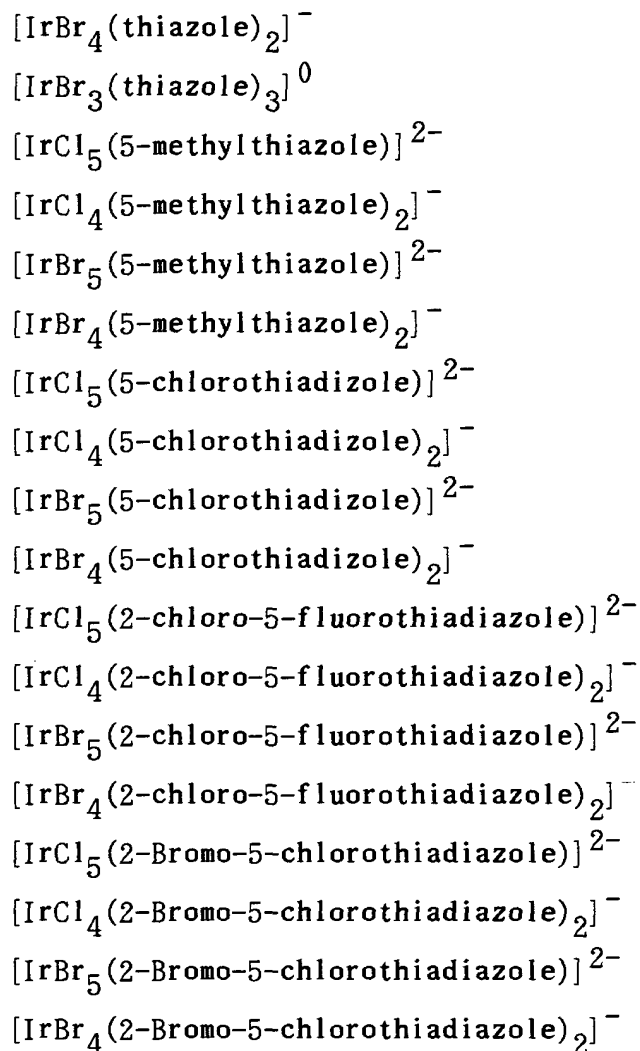 [IrBr₄(thiazole)₂]⁻
[IrBr₃(thiazole)₃]⁰
[IrCl₅(5-methylthiazole)]²⁻
[IrCl₄(5-methylthiazole)₂]⁻
[IrBr₅(5-methylthiazole)]²⁻
[IrBr₄(5-methylthiazole)₂]⁻
[IrCl₅(5-chlorothiadizole)]²⁻
[IrCl₄(5-chlorothiadizole)₂]⁻
[IrBr₅(5-chlorothiadizole)]²⁻
[IrBr₄(5-chlorothiadizole)₂]⁻
[IrCl₅(2-chloro-5-fluorothiadiazole)]²⁻
[IrCl₄(2-chloro-5-fluorothiadiazole)₂]⁻
[IrBr₅(2-chloro-5-fluorothiadiazole)]²⁻
[IrBr₄(2-chloro-5-fluorothiadiazole)₂]⁻
[IrCl₅(2-Bromo-5-chlorothiadiazole)]²⁻
[IrCl₄(2-Bromo-5-chlorothiadiazole)₂]⁻
[IrBr₅(2-Bromo-5-chlorothiadiazole)]²⁻
[IrBr₄(2-Bromo-5-chlorothiadiazole)₂]⁻